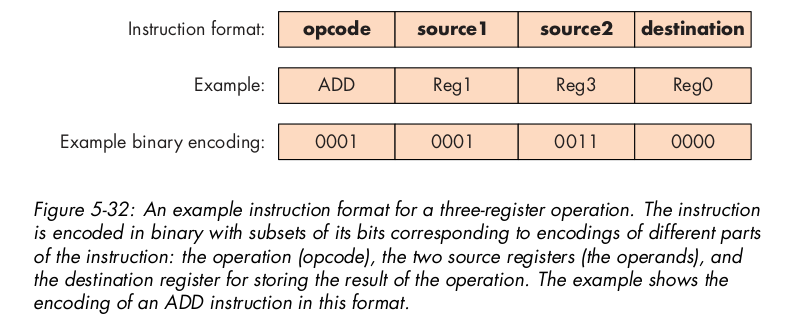 Instruction format: opcode source1 source2 destination
Example: ADD Reg1 Reg3 Reg0
Example binary encoding: 0001 0001 0011 0000
Figure 5-32: An example instruction format for a three-register operation. The instruction
is encoded in binary with subsets of its bits corresponding to encodings of different parts
of the instruction: the operation (opcode), the two source registers (the operands), and
the destination register for storing the result of the operation. The example shows the
encoding of an ADD instruction in this format.